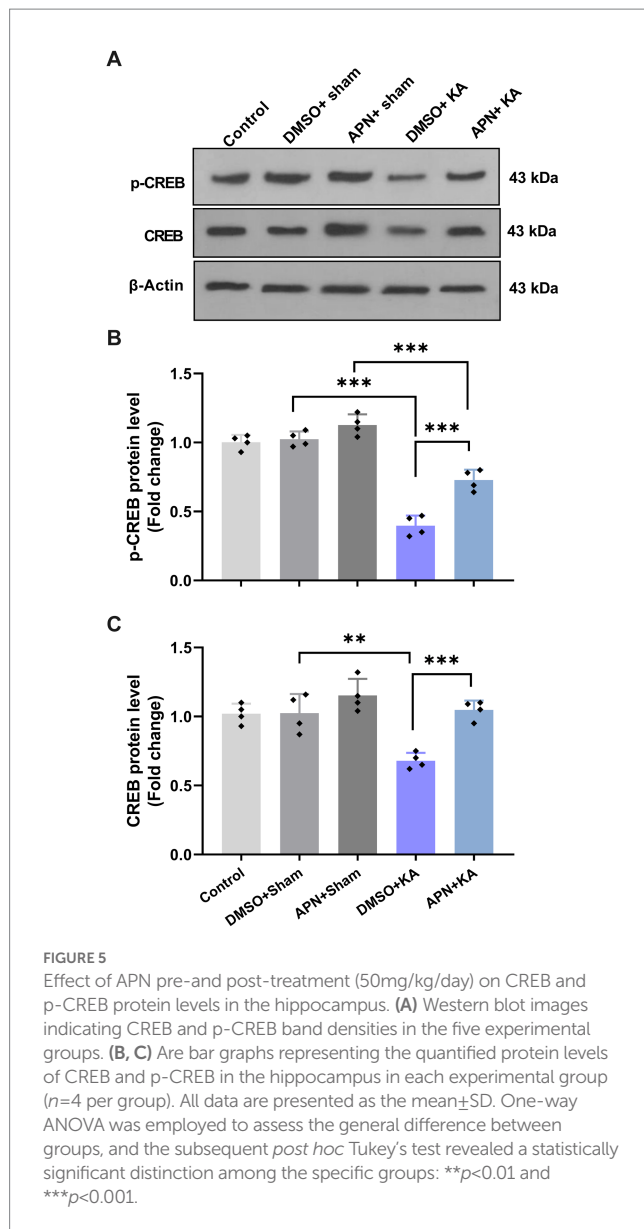 A
Control
DMSO+ sham
APN+ sham
DMSO+ KA
APN+ KA
p-CREB
43 kDa
CREB
43 kDa
β-Actin
43 kDa
B
p-CREB protein level
(Fold change)
1.5
1.0
0.5
0.0
***
***
***
C
CREB protein level
(Fold change)
1.5
1.0
0.5
0.0
**
***
Control
DMSO+Sham
APN+Sham
DMSO+KA
APN+KA
FIGURE 5
Effect of APN pre-and post-treatment (50mg/kg/day) on CREB and
p-CREB protein levels in the hippocampus. (A) Western blot images
indicating CREB and p-CREB band densities in the five experimental
groups. (B, C) Are bar graphs representing the quantified protein levels
of CREB and p-CREB in the hippocampus in each experimental group
(n=4 per group). All data are presented as the mean±SD. One-way
ANOVA was employed to assess the general difference between
groups, and the subsequent post hoc Tukey's test revealed a statistically
significant distinction among the specific groups: **p<0.01 and
***p<0.001.